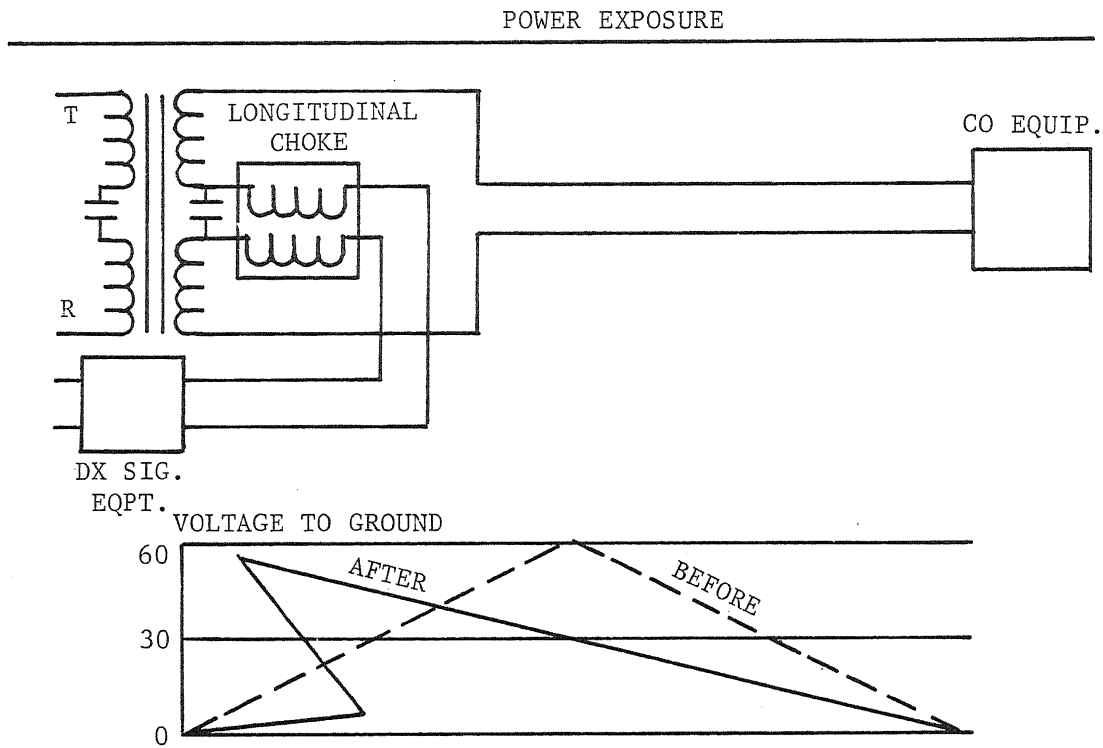 POWER EXPOSURE
T
LONGITUDINAL
CHOKE
CO EQUIP.
R
DX SIG.
EQPT.
VOLTAGE TO GROUND
60
AFTER
BEFORE
30
0